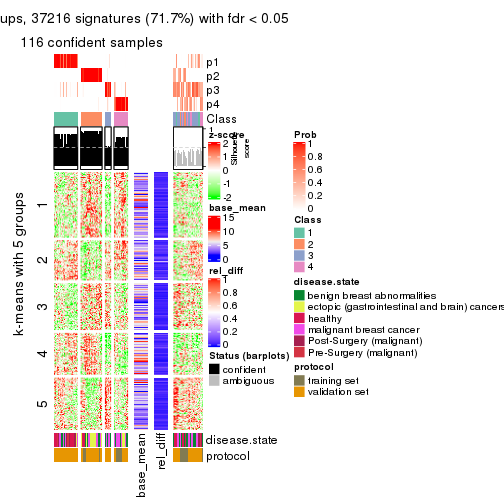 ups, 37216 signatures (71.7%) with fdr < 0.05
116 confident samples
p1
p2
p3
p4
Class
1
Silhouette
score
k-means with 5 groups
1
2
3
4
5
disease.state
protocol
base_mean
rel_diff
z-score
2
1
0
-1
-2
base_mean
15
10
5
0
rel_diff
1
0.8
0.6
0.4
0.2
0
Status (barplots)
confident
ambiguous
Prob
1
0.8
0.6
0.4
0.2
0
Class
1
2
3
4
disease.state
benign breast abnormalities
ectopic (gastrointestinal and brain) cancers
healthy
malignant breast cancer
Post-Surgery (malignant)
Pre-Surgery (malignant)
protocol
training set
validation set